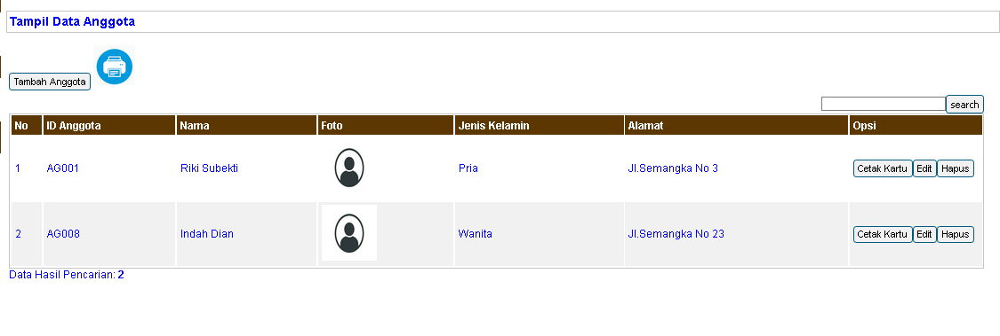 Tampil Data Anggota
Tambah Anggota
search
No ID Anggota Nama Foto Jenis Kelamin Alamat Opsi
1 AG001 Riki Subekti Pria Jl.Semangka No 3 Cetak Kartu Edit Hapus
2 AG008 Indah Dian Wanita Jl.Semangka No 23 Cetak Kartu Edit Hapus
Data Hasil Pencarian: 2